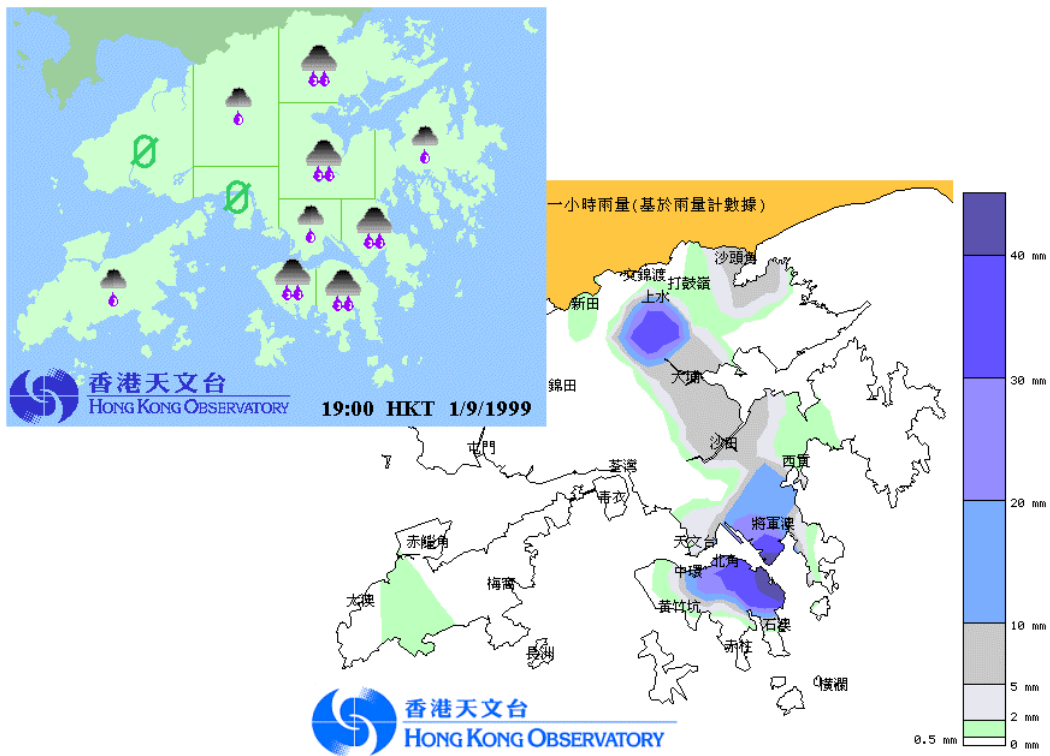 香港天文台
HONG KONG OBSERVATORY
19:00 HKT 1/9/1999
一小時雨量(基於雨量計數據)
沙頭角
文錦渡
打鼓嶺
新田
上水
大埔
錦田
沙田
屯門
西貢
荃灣
青衣
將軍澳
天文台
赤鱲角
北角
中環
梅窩
大澳
黃竹坑
石澳
赤柱
長洲
橫瀾
40 mm
30 mm
20 mm
10 mm
5 mm
2 mm
0.5 mm
0 mm
香港天文台
HONG KONG OBSERVATORY